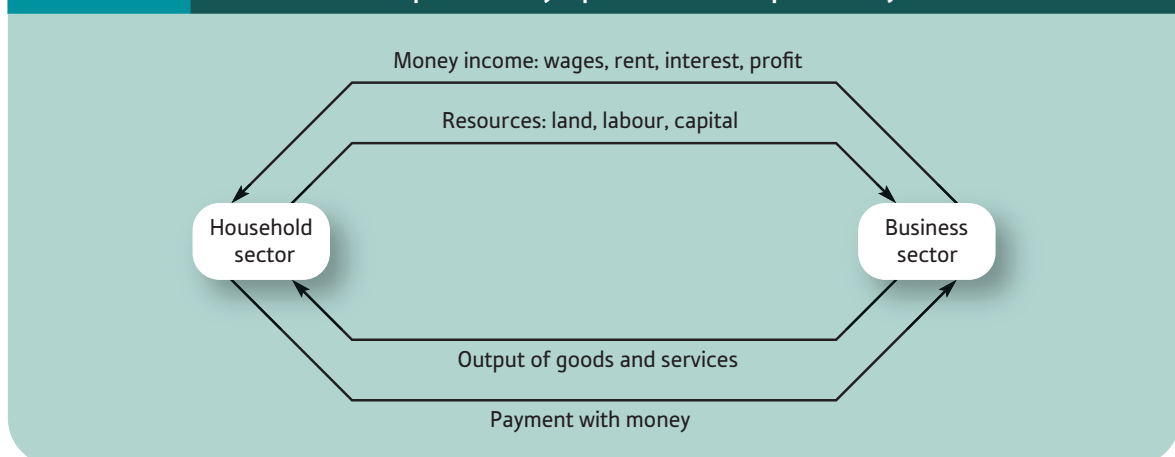 Money income: wages, rent, interest, profit
Resources: land, labour, capital
Household
sector
Business
sector
Output of goods and services
Payment with money